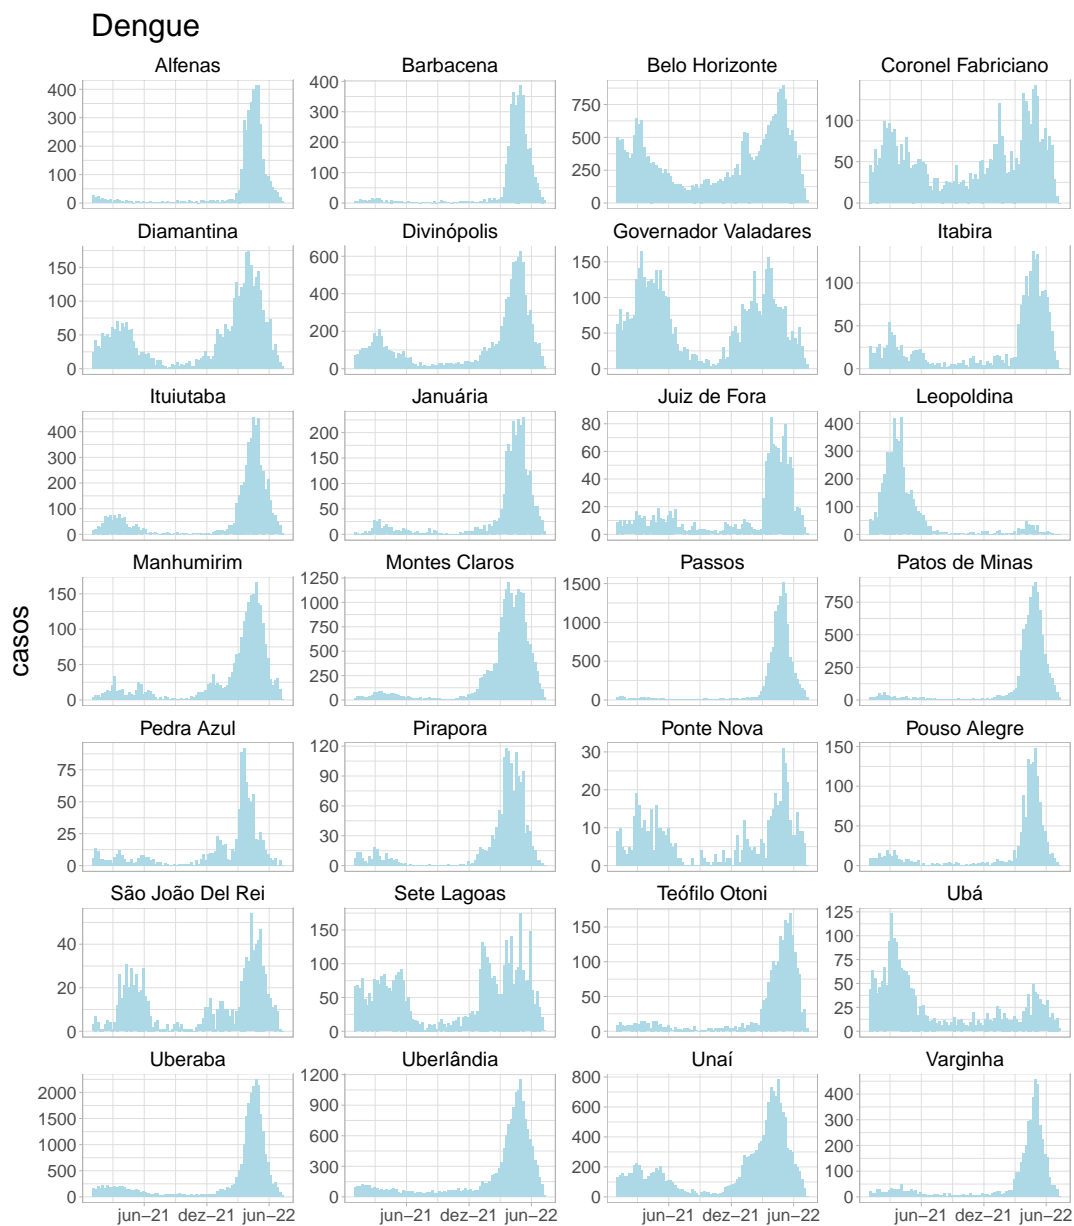 Dengue
Alfenas Barbacena Belo Horizonte Coronel Fabriciano
400 300 200 100 0
400 300 200 100 0
750 500 250 0
100 50 0
Diamantina Divinópolis Governador Valadares Itabira
150 100 50 0
600 400 200 0
150 100 50 0
100 50 0
Ituiutaba Januária Juiz de Fora Leopoldina
400 300 200 100 0
200 150 100 50 0
80 60 40 20 0
400 300 200 100 0
Manhumirim Montes Claros Passos Patos de Minas
150 100 50 0
1250 1000 750 500 250 0
1500 1000 500 0
750 500 250 0
casos
Pedra Azul Pirapora Ponte Nova Pouso Alegre
75 50 25 0
120 90 60 30 0
30 20 10 0
150 100 50 0
São João Del Rei Sete Lagoas Teófilo Otoni Ubá
40 20 0
150 100 50 0
150 100 50 0
125 100 75 50 25 0
Uberaba Uberlândia Unaí Varginha
2000 1500 1000 500 0
1200 900 600 300 0
800 600 400 200 0
400 300 200 100 0
jun–21 dez–21 jun–22 jun–21 dez–21 jun–22 jun–21 dez–21 jun–22 jun–21 dez–21 jun–22